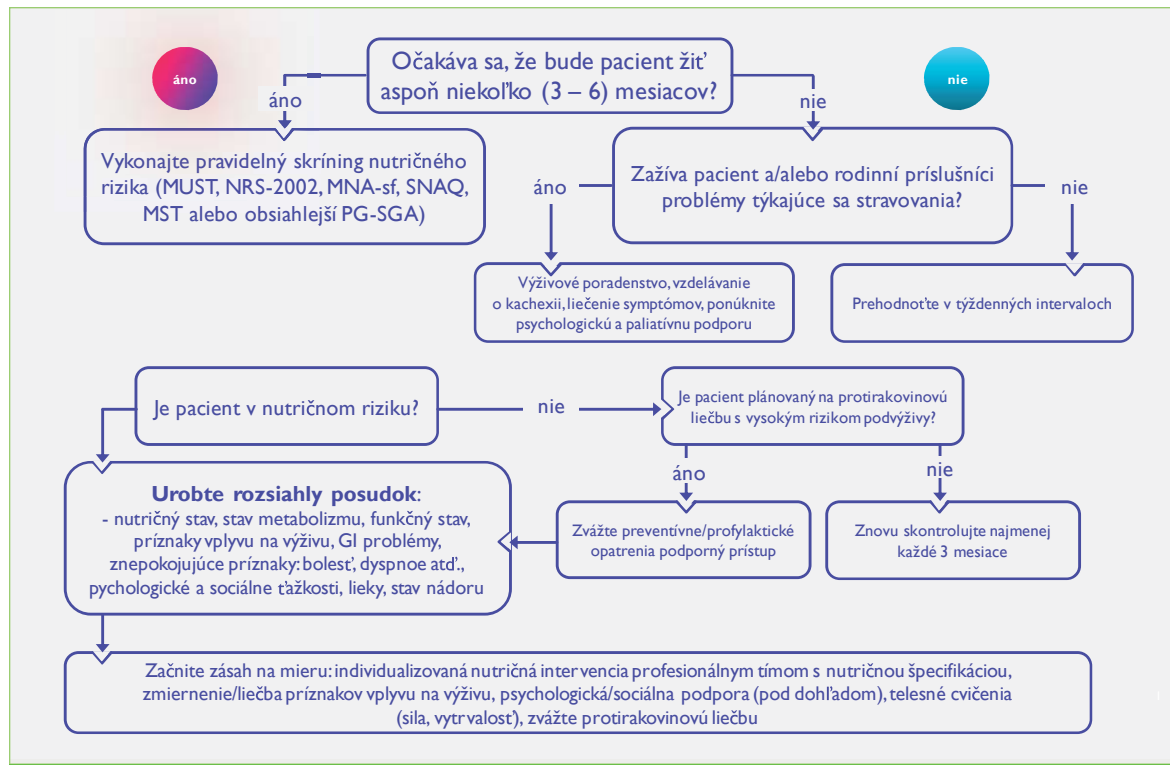 Očakáva sa, že bude pacient žiť
aspoň niekoľko (3 – 6) mesiacov?
áno
nie
áno
nie
Vykonajte pravidelný skríning nutričného
rizika (MUST, NRS-2002, MNA-sf, SNAQ,
MST alebo obsiahlejší PG-SGA)
Zažíva pacient a/alebo rodinní príslušníci
problémy týkajúce sa stravovania?
áno
nie
Výživové poradenstvo, vzdelávanie
o kachexii, liečenie symptómov, ponúknite
psychologickú a paliatívnu podporu
Prehodnoťte v týždenných intervaloch
Je pacient v nutričnom riziku?
nie
Je pacient plánovaný na protirakovinovú
liečbu s vysokým rizikom podvýživy?
áno
nie
Urobte rozsiahly posudok:
- nutričný stav, stav metabolizmu, funkčný stav,
príznaky vplyvu na výživu, GI problémy,
znepokojujúce príznaky: bolesť, dyspnoe atď.,
pychologické a sociálne ťažkosti, lieky, stav nádoru
Zvážte preventívne/profylaktické
opatrenia podporný prístup
Znovu skontrolujte najmenej
každé 3 mesiace
Začnite zásah na mieru: individualizovaná nutričná intervencia profesionálnym tímom s nutričnou špecifikáciou,
zmiernenie/liečba príznakov vplyvu na výživu, psychologická/sociálna podpora (pod dohľadom), telesné cvičenia
(sila, vytrvalosť), zvážte protirakovinovú liečbu